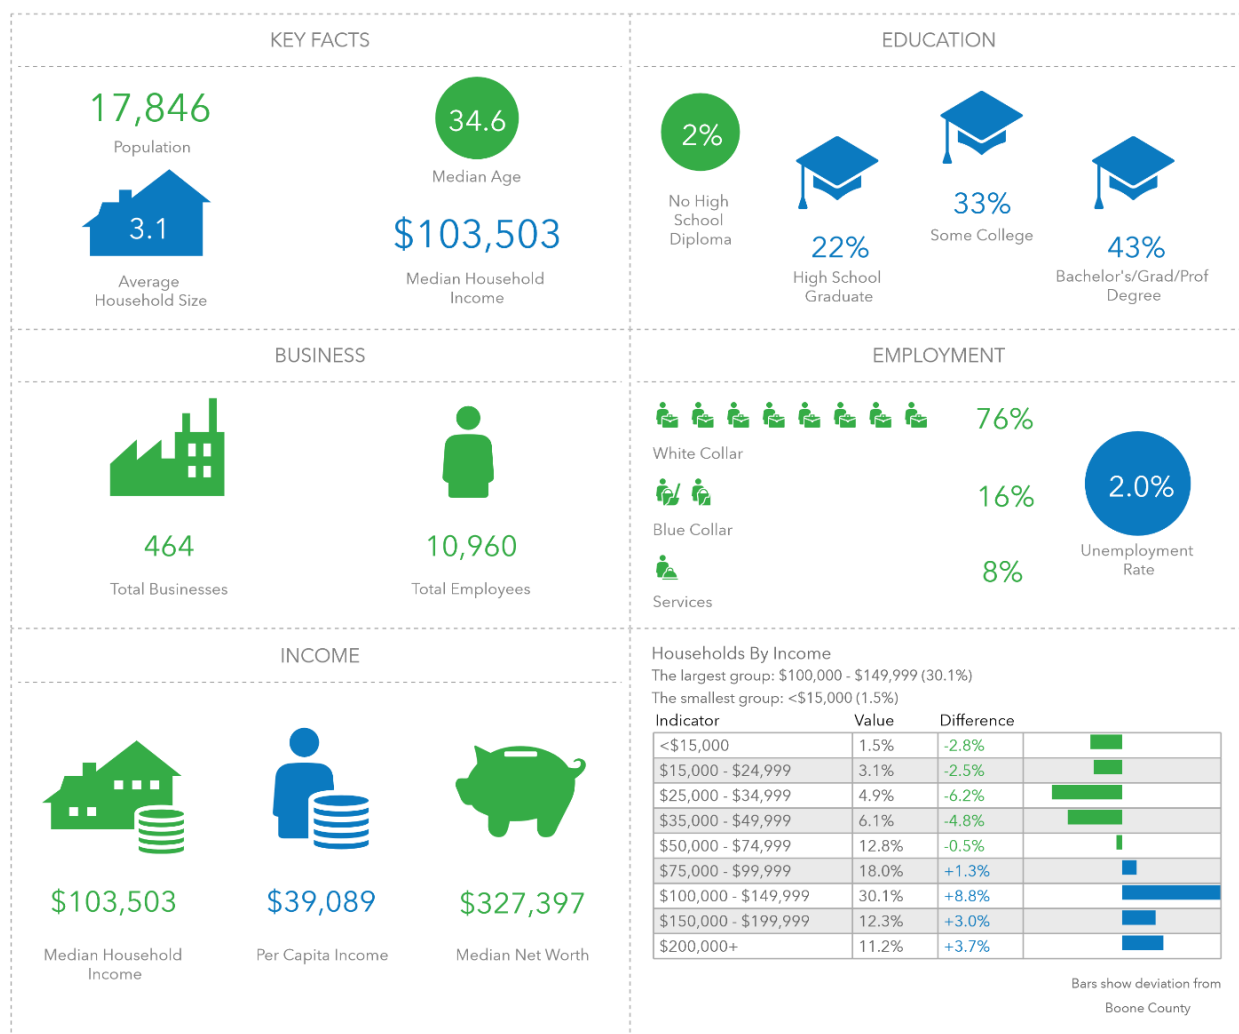 KEY FACTS
17,846
Population
34.6
Median Age
3.1
Average
Household Size
$103,503
Median Household
Income
EDUCATION
2%
No High
School
Diploma
22%
High School
Graduate
33%
Some College
43%
Bachelor's/Grad/Prof
Degree
BUSINESS
464
Total Businesses
10,960
Total Employees
EMPLOYMENT
76%
White Collar
16%
Blue Collar
8%
Services
2.0%
Unemployment
Rate
INCOME
$103,503
Median Household
Income
$39,089
Per Capita Income
$327,397
Median Net Worth
Households By Income
The largest group: $100,000 - $149,999 (30.1%)
The smallest group: <$15,000 (1.5%)
Indicator Value Difference
<$15,000 1.5% -2.8%
$15,000 - $24,999 3.1% -2.5%
$25,000 - $34,999 4.9% -6.2%
$35,000 - $49,999 6.1% -4.8%
$50,000 - $74,999 12.8% -0.5%
$75,000 - $99,999 18.0% +1.3%
$100,000 - $149,999 30.1% +8.8%
$150,000 - $199,999 12.3% +3.0%
$200,000+ 11.2% +3.7%
Bars show deviation from
Boone County